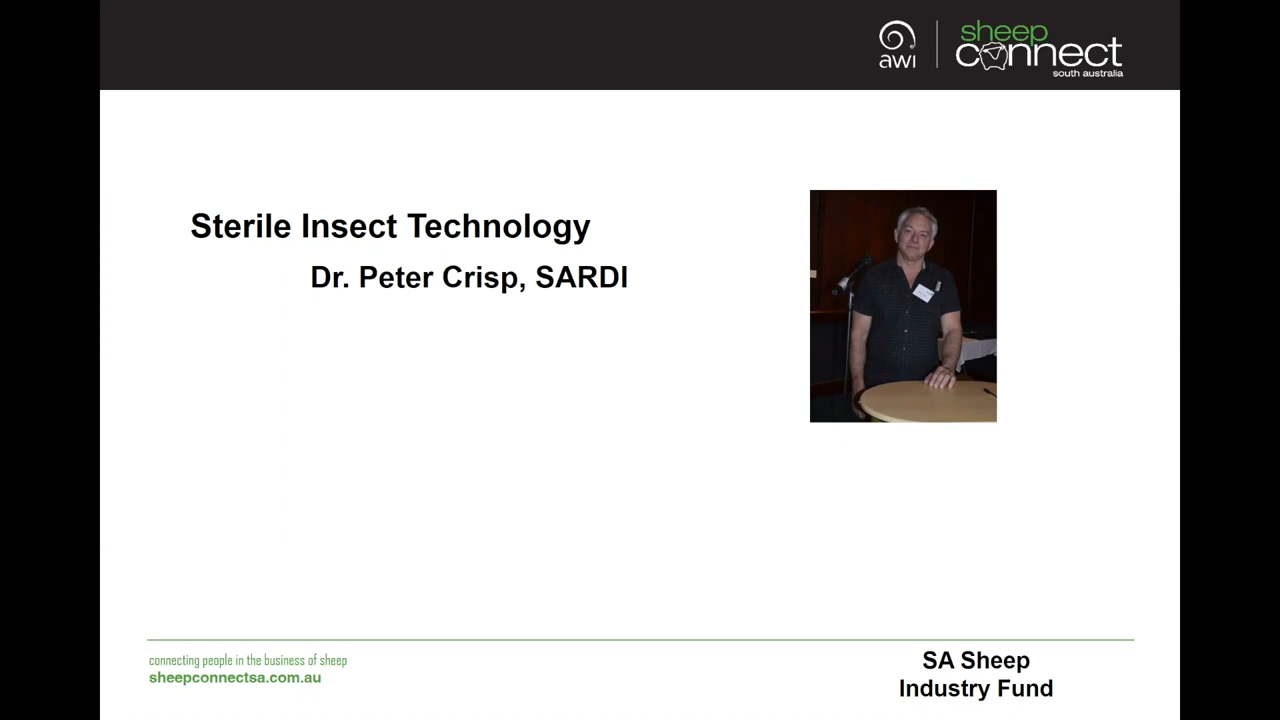 awi
sheep
connect
south australia
Sterile Insect Technology
Dr. Peter Crisp, SARDI
connecting people in the business of sheep
sheepconnectsa.com.au
SA Sheep
Industry Fund